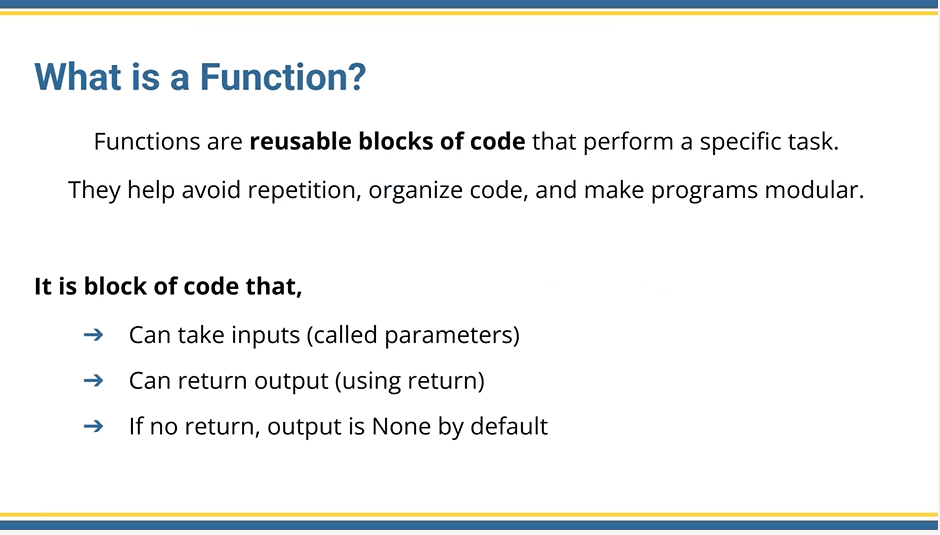 What is a Function?
Functions are reusable blocks of code that perform a specific task.
They help avoid repetition, organize code, and make programs modular.
It is block of code that,
➔ Can take inputs (called parameters)
➔ Can return output (using return)
➔ If no return, output is None by default